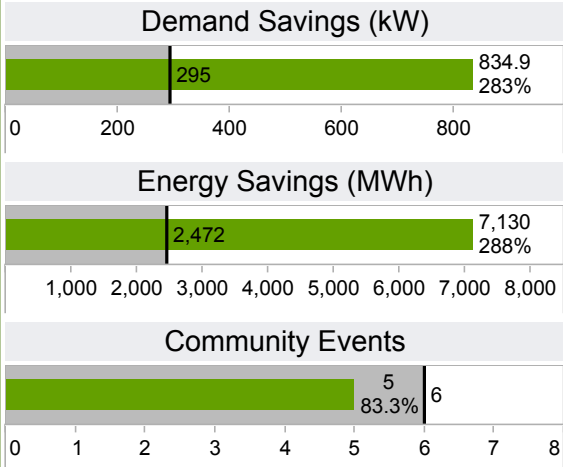 Demand Savings (kW)
295
834.9
283%
0 200 400 600 800
Energy Savings (MWh)
2,472
7,130
288%
1,000 2,000 3,000 4,000 5,000 6,000 7,000 8,000
Community Events
5
83.3%
6
0 1 2 3 4 5 6 7 8